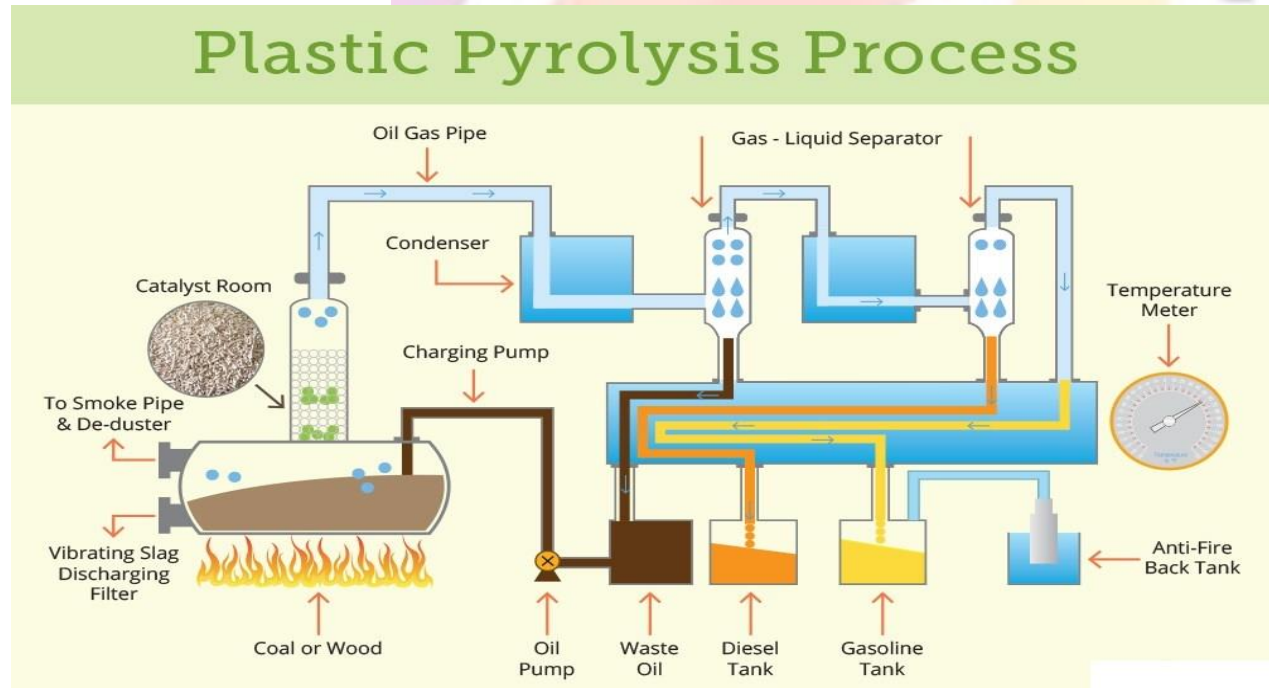 Plastic Pyrolysis Process
Oil Gas Pipe
Gas - Liquid Separator
Condenser
Catalyst Room
Temperature
Meter
Charging Pump
To Smoke Pipe
& De-duster
Vibrating Slag
Discharging
Filter
Anti-Fire
Back Tank
Coal or Wood
Oil
Pump
Waste
Oil
Diesel
Tank
Gasoline
Tank